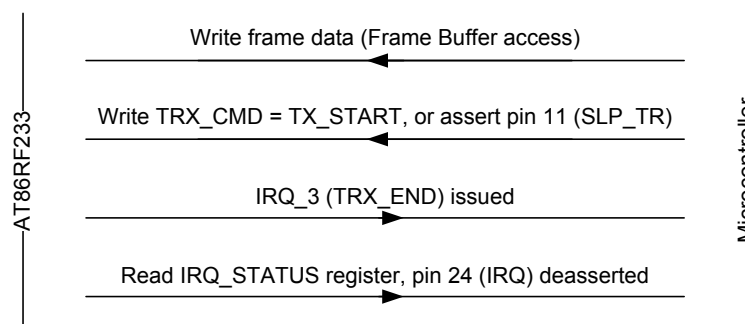 Write frame data (Frame Buffer access)
Write TRX_CMD = TX_START, or assert pin 11 (SLP_TR)
AT86RF233
Microcontroller
IRQ_3 (TRX_END) issued
Read IRQ_STATUS register, pin 24 (IRQ) deasserted